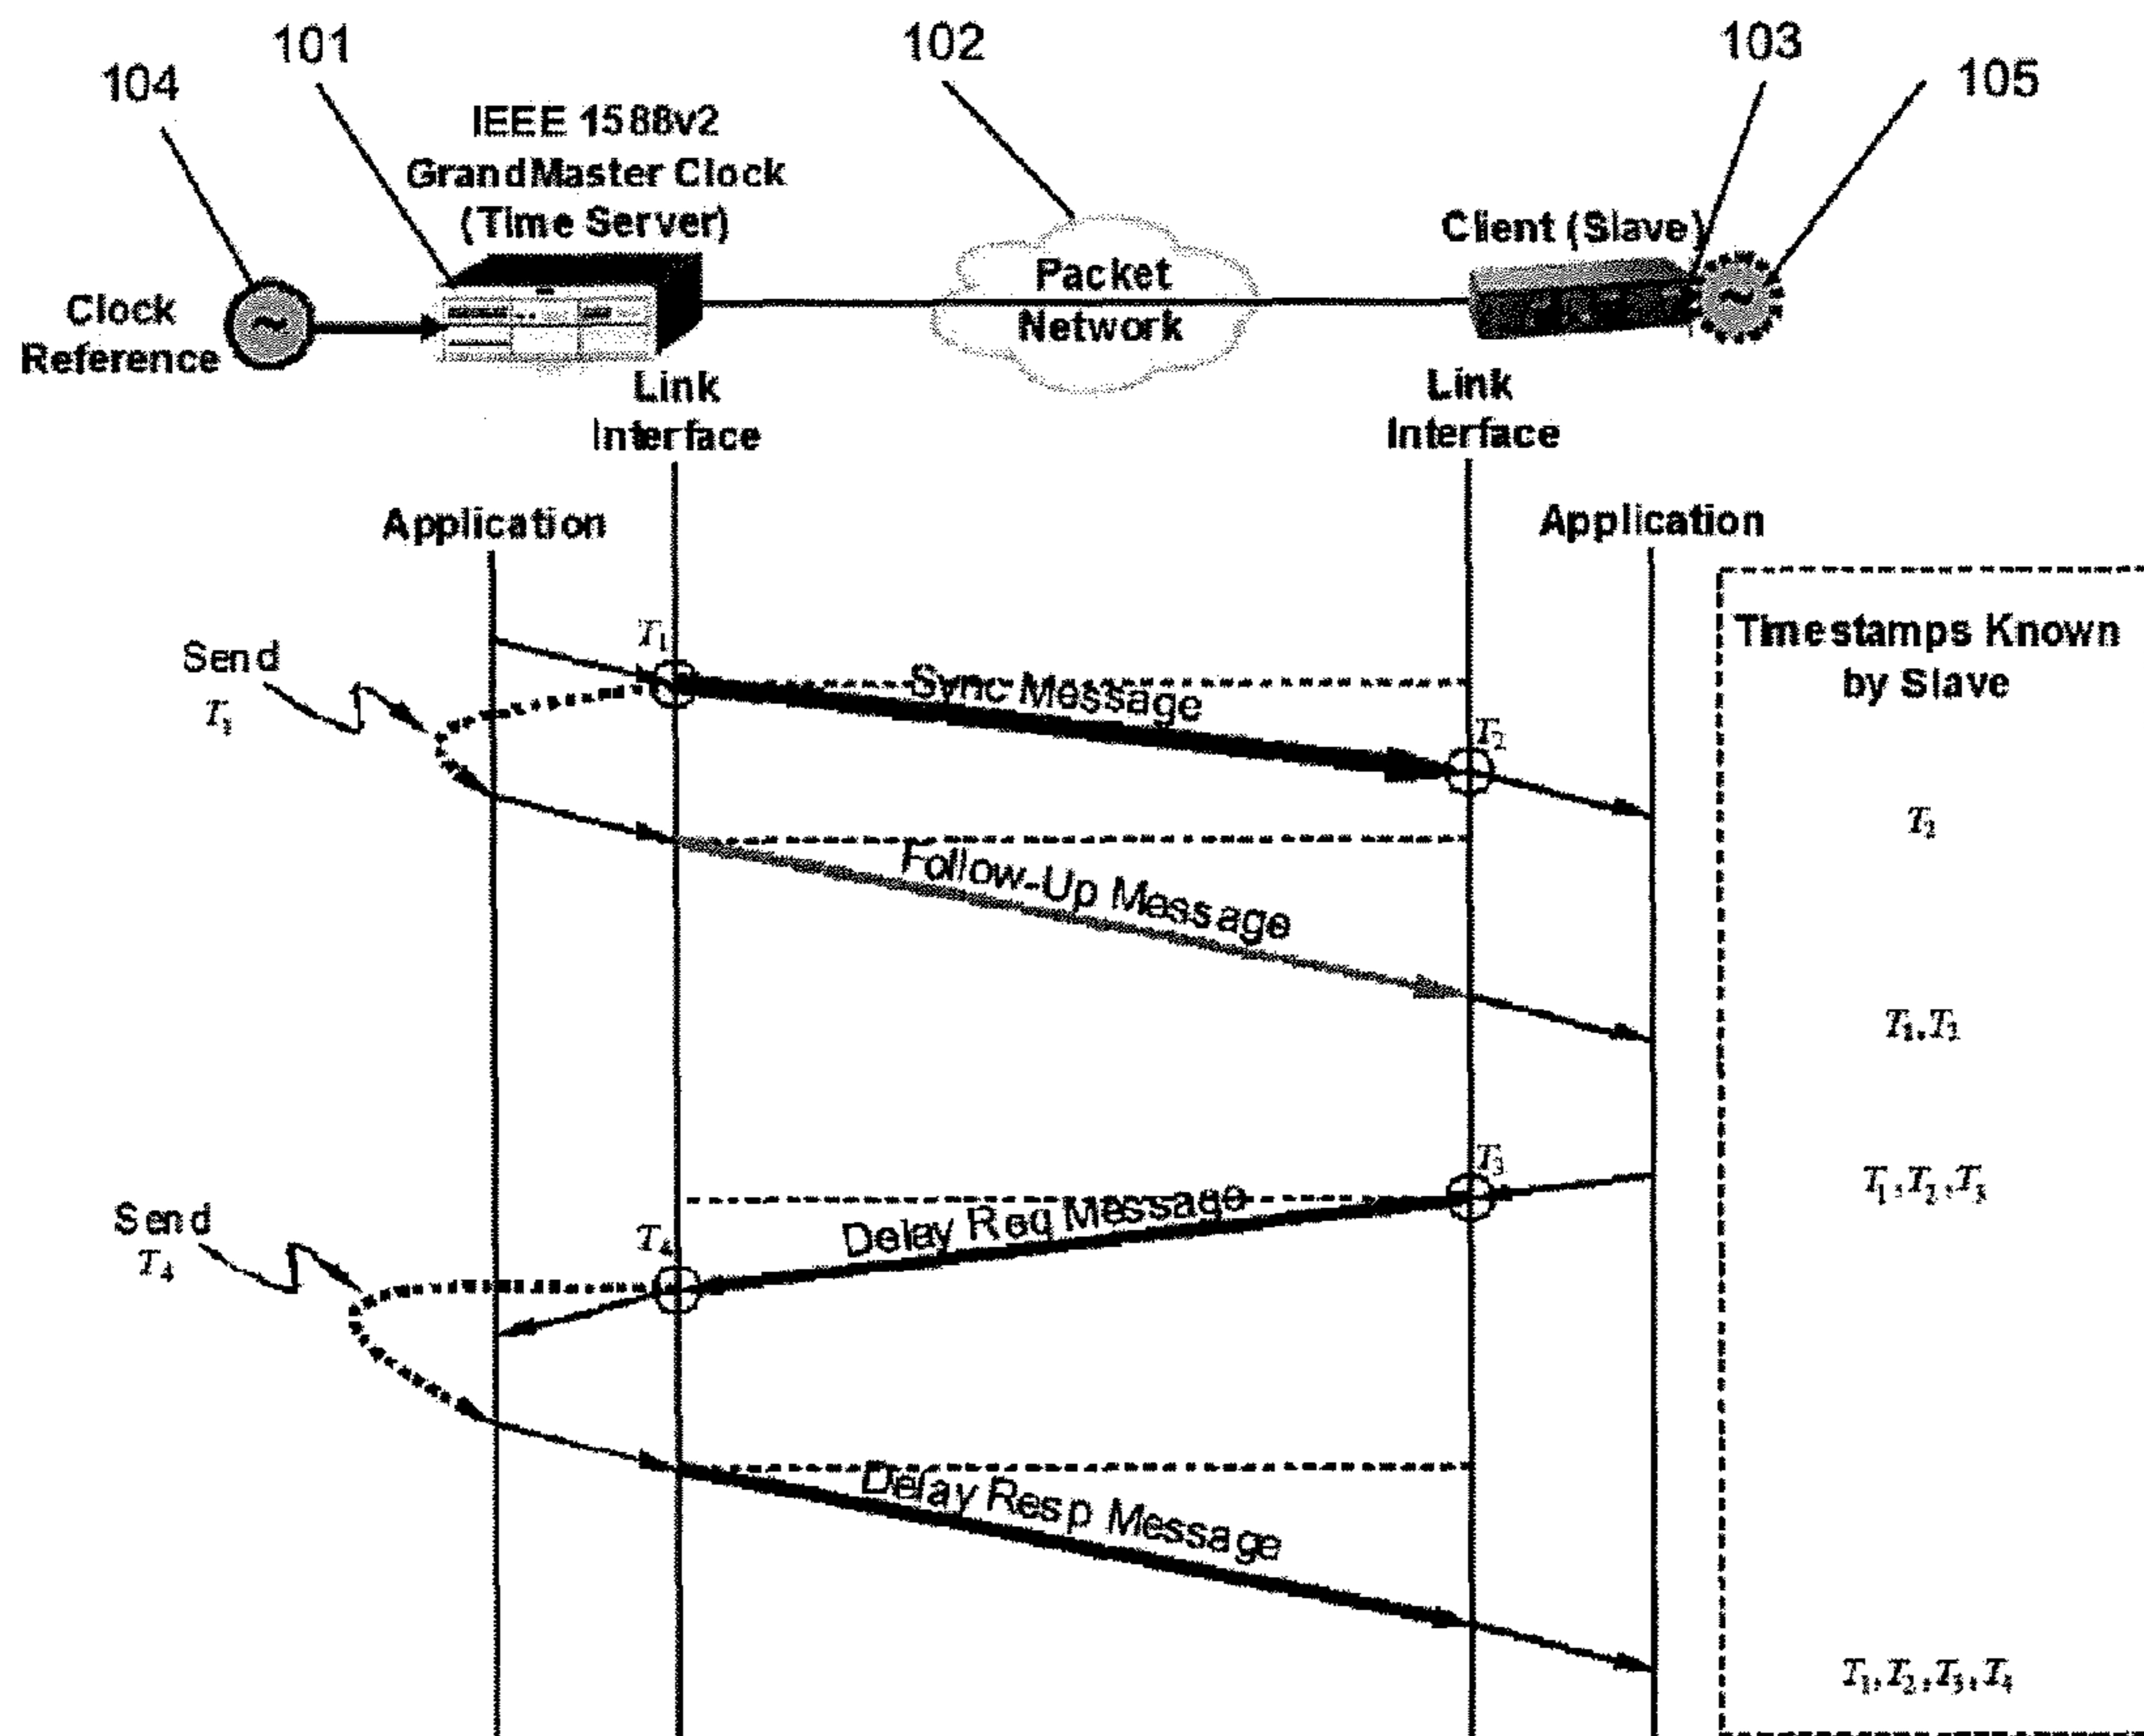 101
102
103
104
105
IEEE 1588v2
GrandMaster Clock
(Time Server)
Client (Slave)
Packet
Network
Clock
Reference
Link
Interface
Link
Interface
Application
Application
Timestamps Known
by Slave
Send
T1
T1
Sync Message
T2
T2
Follow-Up Message
T1,T2
T3
T1,T2,T3
Send
T4
T4
Delay Req Message
Delay Resp Message
T1,T2,T3,T4